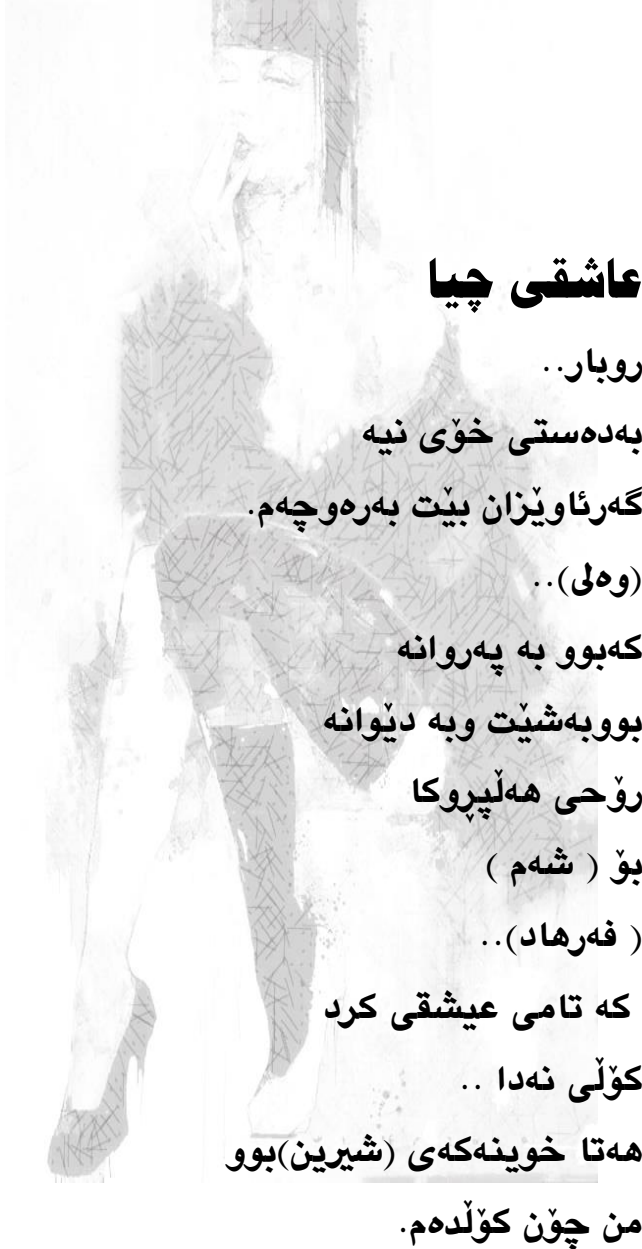 عاشقی چیا
روبار..
بەدەستی خۆی نیە
گەرئاوێزان بێت بەرەوچەم.
(وەلی)..
کەبوو بە پەروانە
بووبەشێت وبە دێوانە
رۆحی هەڵپڕوکا
بۆ ( شەم )
( فەرهاد)..
کە تامی عیشقی کرد
کۆڵی نەدا ..
هەتا خوینەکەی (شیرین)بوو
من چۆن کۆڵدەم.